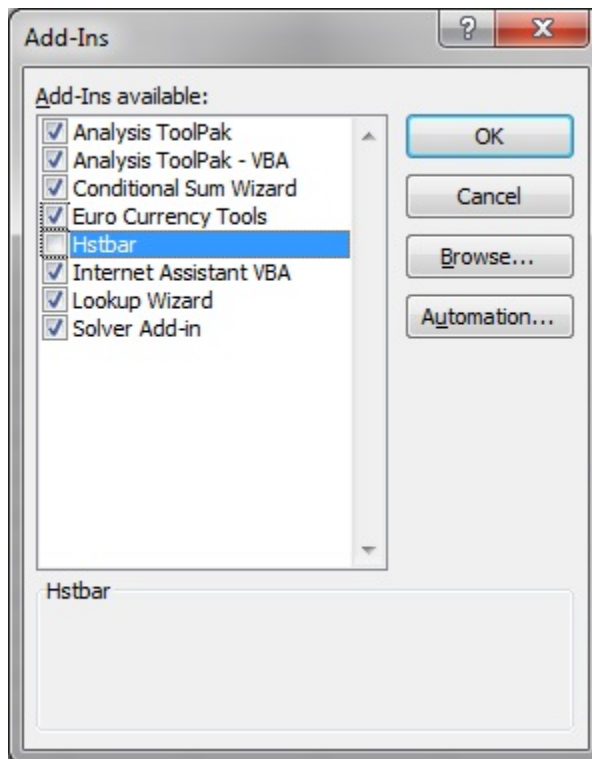 Add-Ins
Add-Ins available:
Analysis ToolPak
Analysis ToolPak - VBA
Conditional Sum Wizard
Euro Currency Tools
Hstbar
Internet Assistant VBA
Lookup Wizard
Solver Add-in
OK
Cancel
Browse...
Automation...
Hstbar